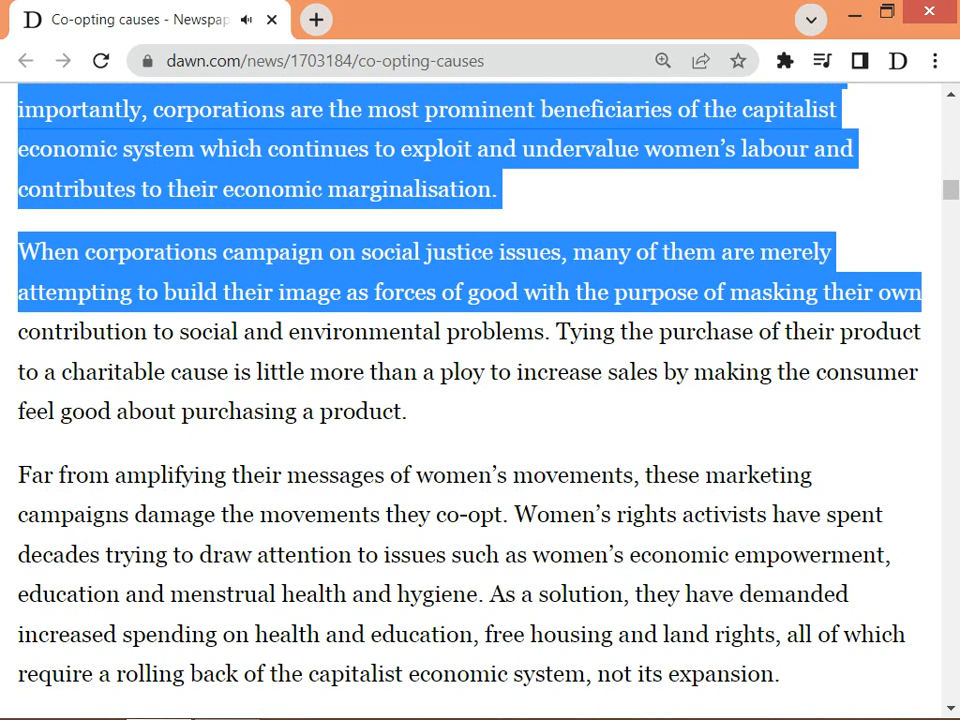 D Co-opting causes - Newspap
dawn.com/news/1703184/co-opting-causes D
importantly, corporations are the most prominent beneficiaries of the capitalist
economic system which continues to exploit and undervalue women’s labour and
contributes to their economic marginalisation.
When corporations campaign on social justice issues, many of them are merely
attempting to build their image as forces of good with the purpose of masking their own
contribution to social and environmental problems. Tying the purchase of their product
to a charitable cause is little more than a ploy to increase sales by making the consumer
feel good about purchasing a product.
Far from amplifying their messages of women’s movements, these marketing
campaigns damage the movements they co-opt. Women’s rights activists have spent
decades trying to draw attention to issues such as women’s economic empowerment,
education and menstrual health and hygiene. As a solution, they have demanded
increased spending on health and education, free housing and land rights, all of which
require a rolling back of the capitalist economic system, not its expansion.